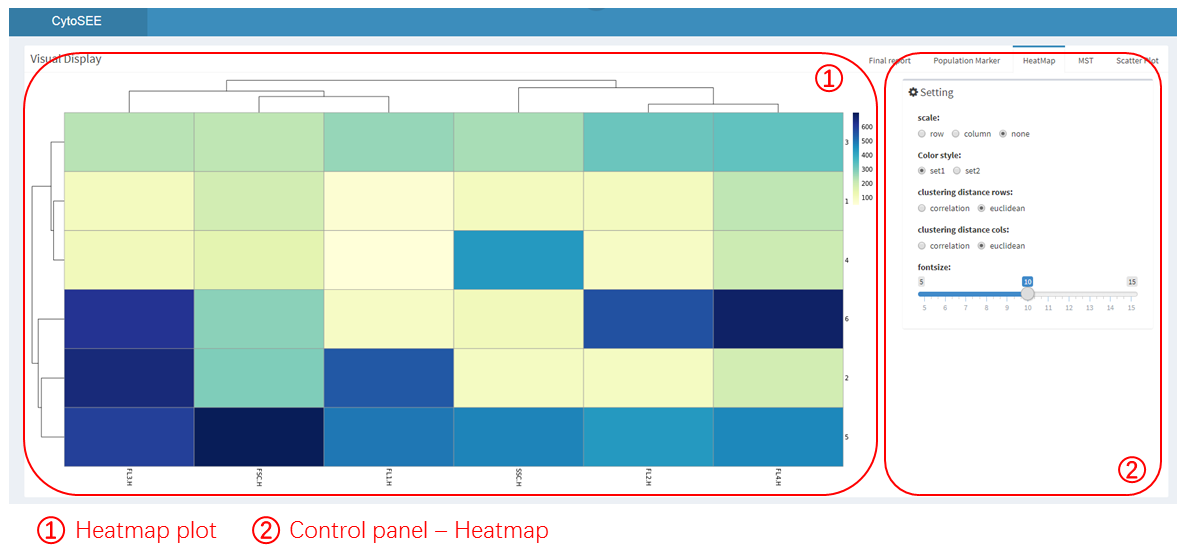 CytoSEE
Visual Display
Final report Population Marker HeatMap MST Scatter Plot
①
Setting
scale:
row column none
Color style:
set1 set2
clustering distance rows:
correlation euclidean
clustering distance cols:
correlation euclidean
fontsize:
5 10 15
5 6 7 8 9 10 11 12 13 14 15
600
500
400
300
200
100
3
1
4
6
2
5
FL3.H FSC.H FL1.H SSC.H FL2.H FL4.H
②
① Heatmap plot ② Control panel – Heatmap